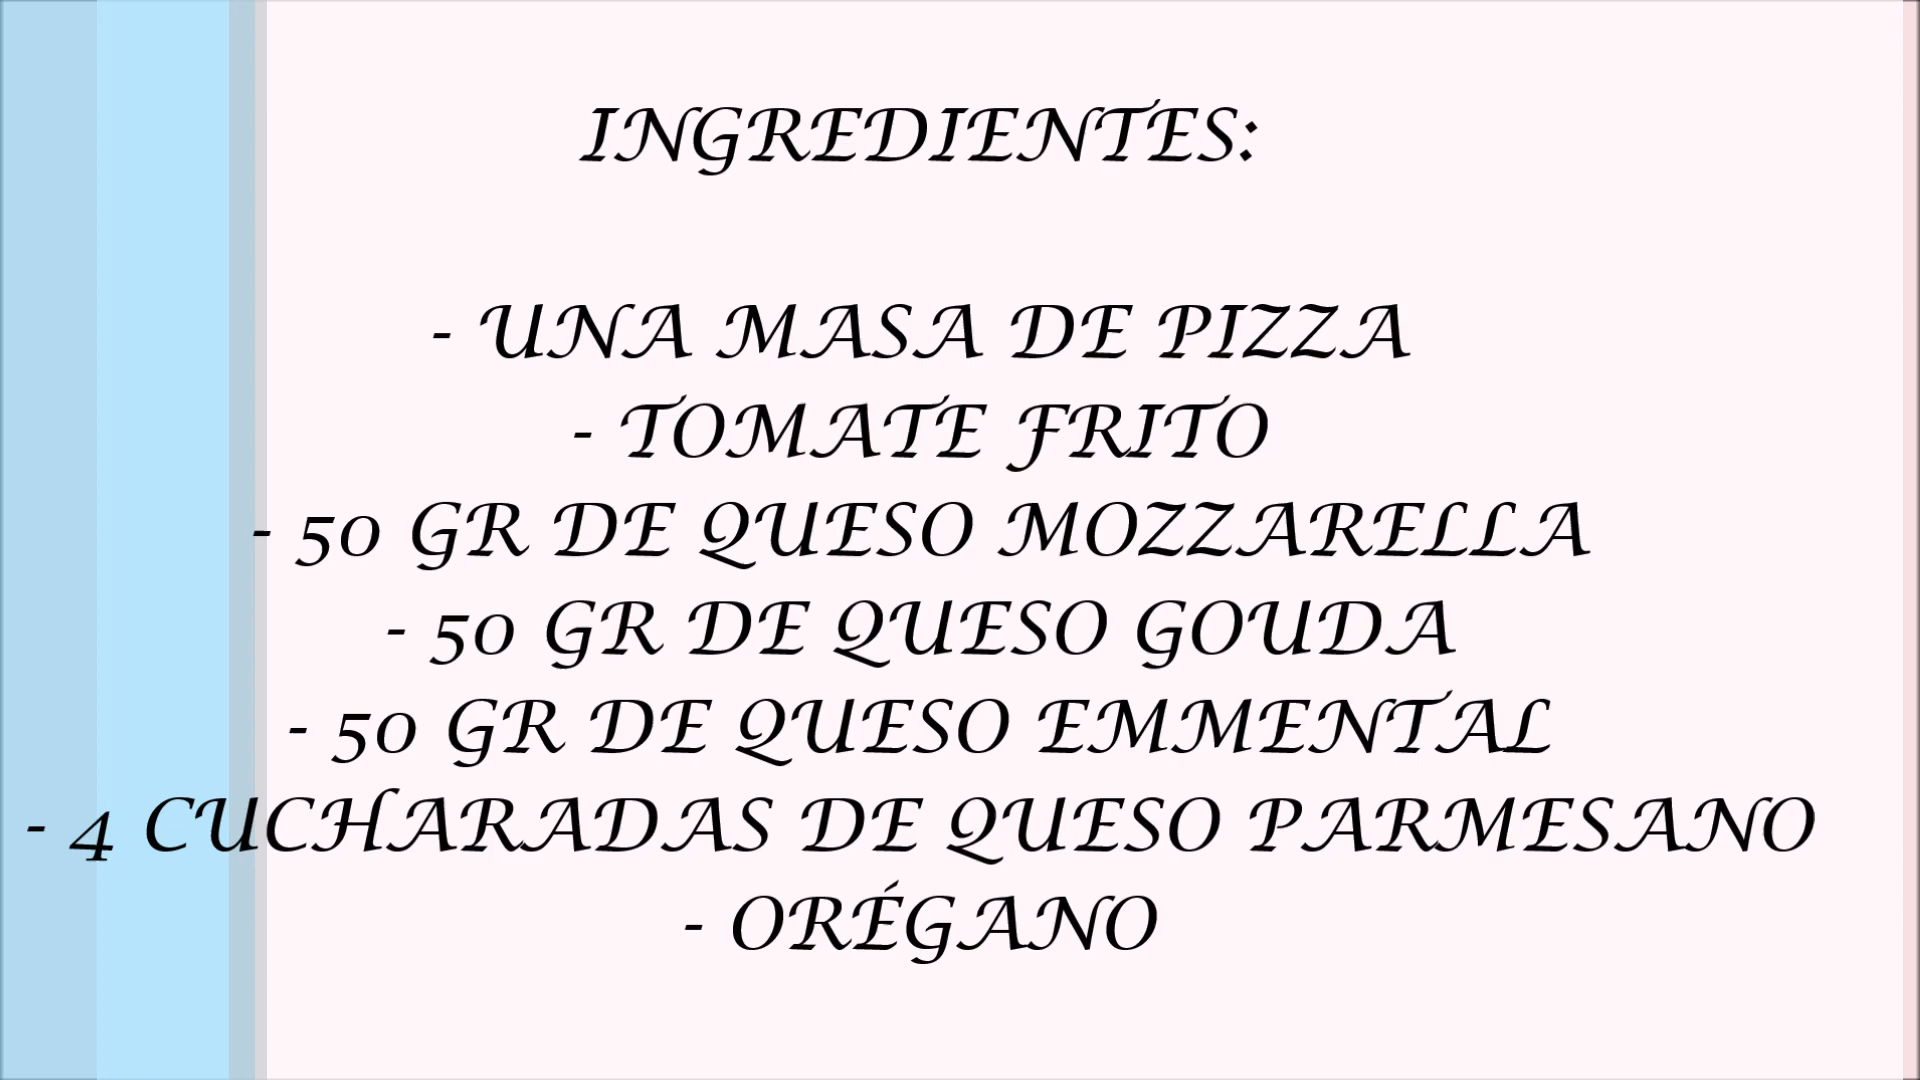 INGREDIENTES:
- UNA MASA DE PIZZA
- TOMATE FRITO
- 50 GR DE QUESO MOZZARELLA
- 50 GR DE QUESO GOUDA
- 50 GR DE QUESO EMMENTAL
- 4 CUCHARADAS DE QUESO PARMESANO
- ORÉGANO